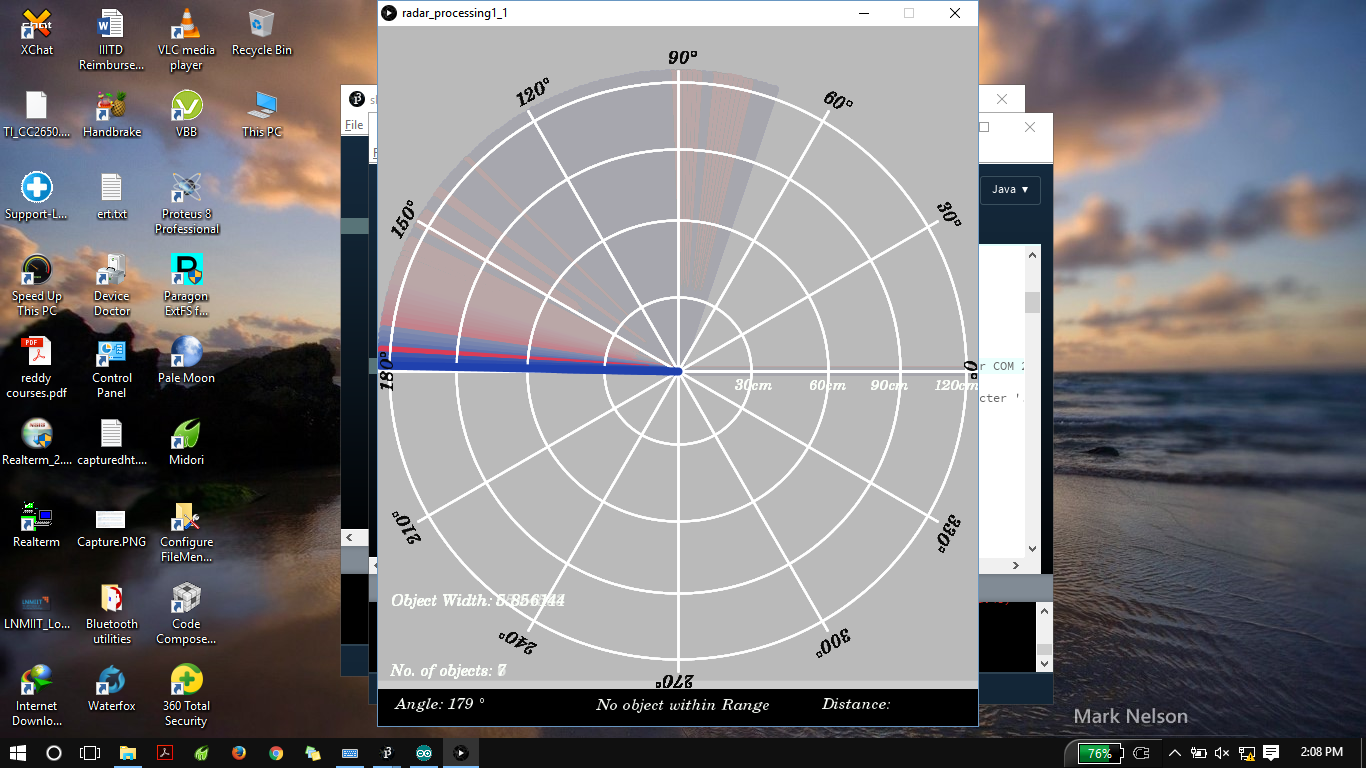 radar_processing1_1
XChat
IIITD Reimburse...
VLC media player
Recycle Bin
TI_CC2650....
Handbrake
VBB
This PC
File
Support-L...
ert.txt
Proteus 8 Professional
Java
Speed Up This PC
Device Doctor
Paragon ExtFS f...
reddy courses.pdf
Control Panel
Pale Moon
r COM 2
cter '
Realterm_2....
capturedht....
Midori
Realterm
Capture.PNG
Configure FileMen...
LNMIIT_Lo...
Bluetooth utilities
Code Compose...
Internet Downlo...
Waterfox
360 Total Security
90°
120°
60°
150°
30°
180°
0°
30cm 60cm 90cm 120cm
210°
330°
240°
300°
270°
Object Width:
No. of objects:
Angle: 179 °
No object within Range
Distance:
Mark Nelson
76%
2:08 PM